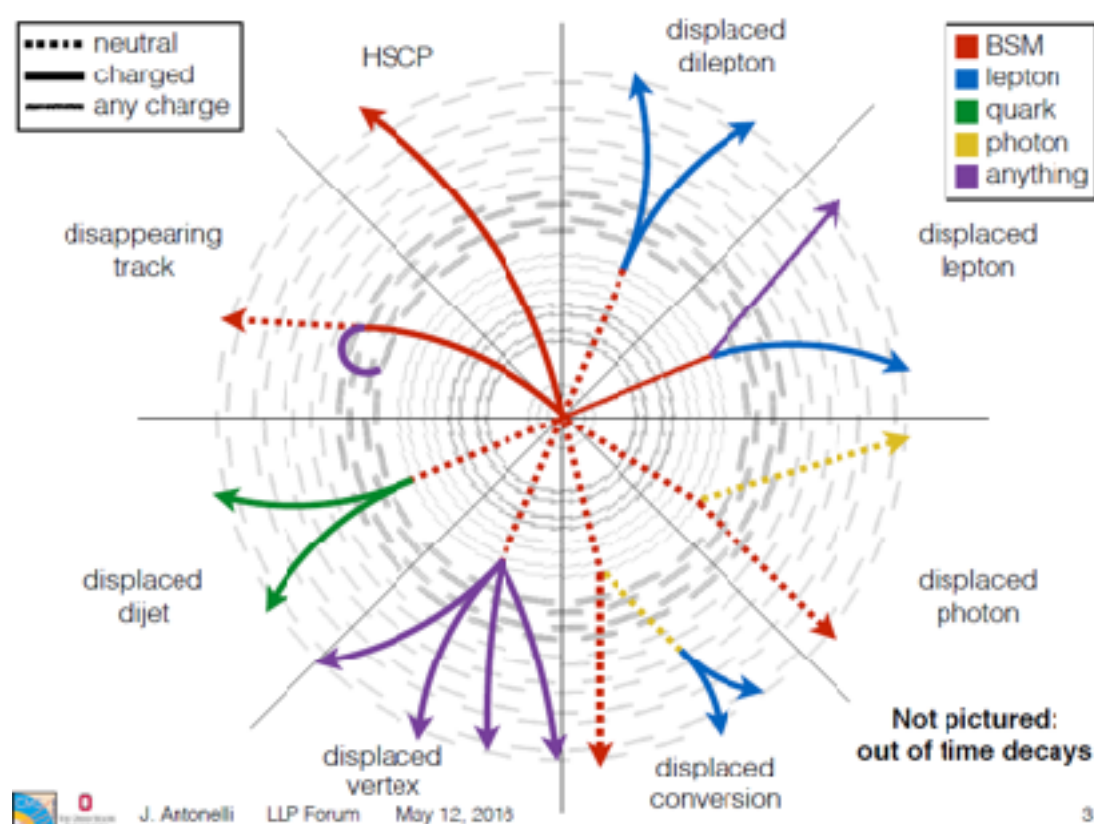 neutral
charged
any charge
HSCP
displaced
dilepton
BSM
lepton
quark
photon
anything
disappearing
track
displaced
lepton
displaced
dijet
displaced
photon
displaced
vertex
displaced
conversion
Not pictured:
out of time decays
J. Antonelli LLP Forum May 12, 2016
3